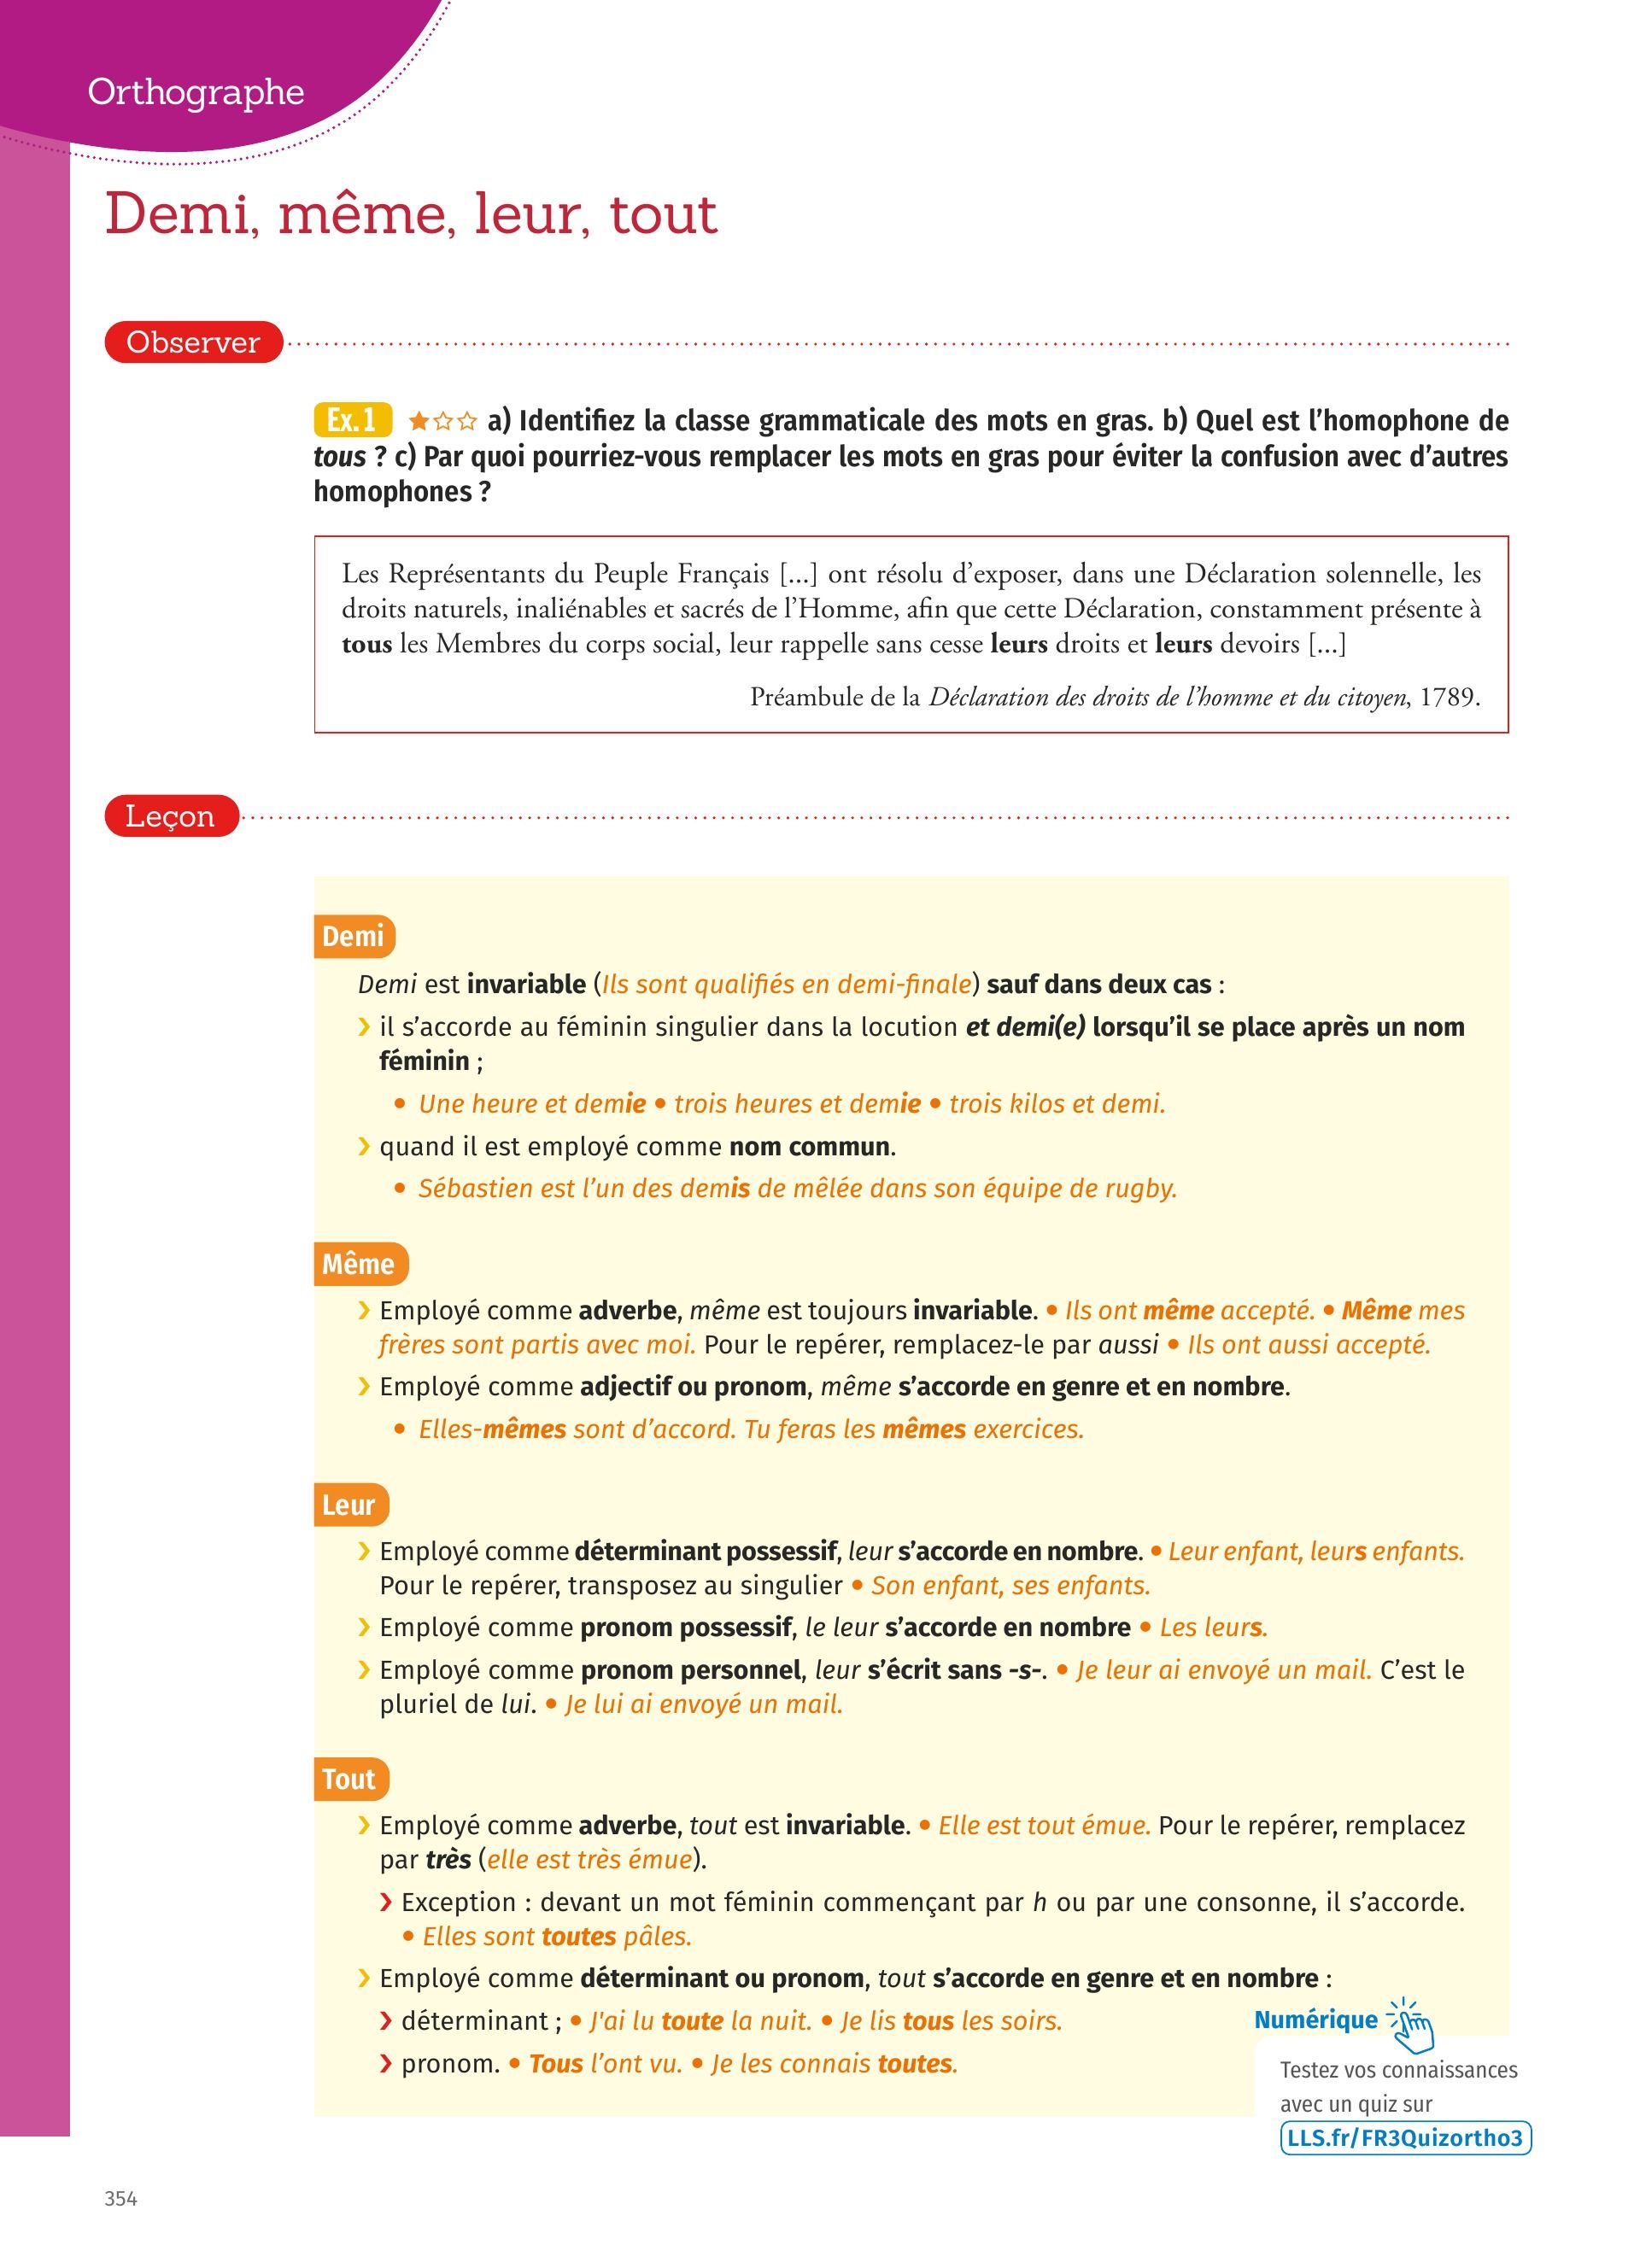 Orthographe
Demi, même, leur, tout
Observer
Ex. 1 ★☆☆ a) Identifiez la classe grammaticale des mots en gras. b) Quel est l’homophone de
tous ? c) Par quoi pourriez-vous remplacer les mots en gras pour éviter la confusion avec d’autres
homophones ?
Les Représentants du Peuple Français [...] ont résolu d’exposer, dans une Déclaration solennelle, les
droits naturels, inaliénables et sacrés de l’Homme, afin que cette Déclaration, constamment présente à
tous les Membres du corps social, leur rappelle sans cesse leurs droits et leurs devoirs [...]
Préambule de la Déclaration des droits de l’homme et du citoyen, 1789.
Leçon
Demi
Demi est invariable (Ils sont qualifiés en demi-finale) sauf dans deux cas :
› il s’accorde au féminin singulier dans la locution et demi(e) lorsqu’il se place après un nom
féminin ;
• Une heure et demie • trois heures et demie • trois kilos et demi.
› quand il est employé comme nom commun.
• Sébastien est l’un des demis de mêlée dans son équipe de rugby.
Même
› Employé comme adverbe, même est toujours invariable. • Ils ont même accepté. • Même mes
frères sont partis avec moi. Pour le repérer, remplacez-le par aussi • Ils ont aussi accepté.
› Employé comme adjectif ou pronom, même s’accorde en genre et en nombre.
• Elles-mêmes sont d’accord. Tu feras les mêmes exercices.
Leur
› Employé comme déterminant possessif, leur s’accorde en nombre. • Leur enfant, leurs enfants.
Pour le repérer, transposez au singulier • Son enfant, ses enfants.
› Employé comme pronom possessif, le leur s’accorde en nombre • Les leurs.
› Employé comme pronom personnel, leur s’écrit sans -s-. • Je leur ai envoyé un mail. C’est le
pluriel de lui. • Je lui ai envoyé un mail.
Tout
› Employé comme adverbe, tout est invariable. • Elle est tout émue. Pour le repérer, remplacez
par très (elle est très émue).
› Exception : devant un mot féminin commençant par h ou par une consonne, il s’accorde.
• Elles sont toutes pâles.
› Employé comme déterminant ou pronom, tout s’accorde en genre et en nombre :
› déterminant ; • J'ai lu toute la nuit. • Je lis tous les soirs.
› pronom. • Tous l’ont vu. • Je les connais toutes.
Numérique
Testez vos connaissances
avec un quiz sur
LLS.fr/FR3Quizortho3
354